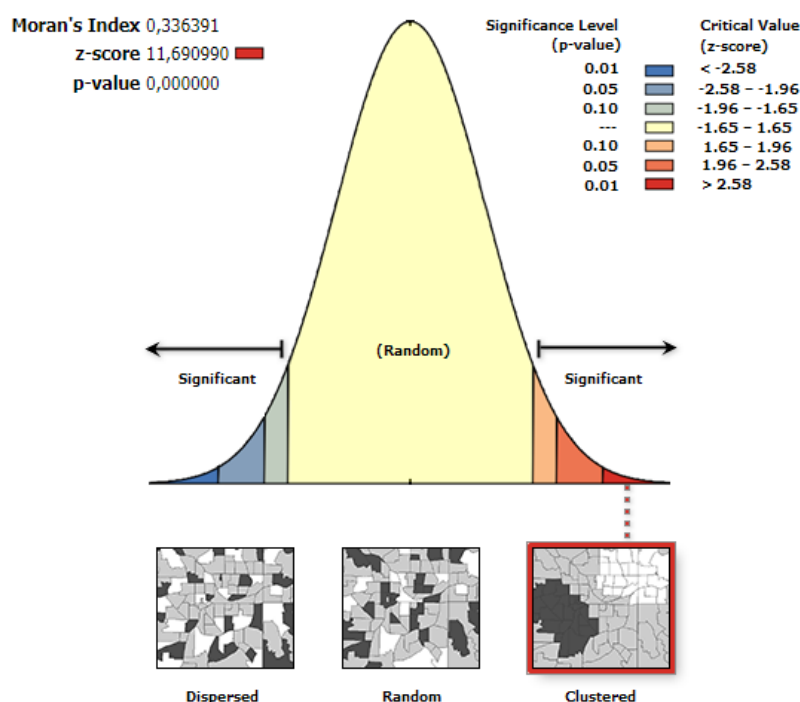 Moran's Index 0,336391
z-score 11,690990
p-value 0,000000
Significance Level
(p-value)
Critical Value
(z-score)
0.01 < -2.58
0.05 -2.58 – -1.96
0.10 -1.96 – -1.65
--- -1.65 – 1.65
0.10 1.65 – 1.96
0.05 1.96 – 2.58
0.01 > 2.58
(Random)
Significant
Significant
Dispersed
Random
Clustered